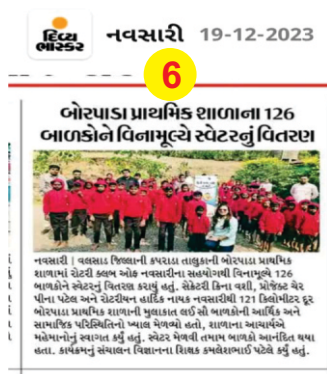 દિવ્ય
ભાસ્કર
નવસારી 19-12-2023
6
બોરપાડા પ્રાથમિક શાળાના 126
બાળકોને વિનામૂલ્યે સ્વેટરનું વિતરણ
નવસારી | વલસાડ જિલ્લાની કપરાડા તાલુકાની બોરપાડા પ્રાથમિક
શાળામાં રોટરી કલબ ઓફ નવસારીના સહયોગથી વિનામૂલ્યે 126
બાળકોને સ્વેટરનું વિતરણ કરાયું હતું. સેક્રેટરી ક્રિના વશી, પ્રોજેક્ટ ચેર
પીના પટેલ અને રોટરીયન હાર્દિક નાયક નવસારીથી 121 કિલોમીટર દૂર
બોરપાડા પ્રાથમિક શાળાની મુલાકાત લઈ સૌ બાળકોની આર્થિક અને
સામાજિક પરિસ્થિતિનો ખ્યાલ મેળવ્યો હતો, શાળાના આચાર્યએ
મહેમાનોનું સ્વાગત કર્યું હતું. સ્વેટર મેળવી તમામ બાળકો આનંદિત થયા
હતા. કાર્યક્રમનું સંચાલન વિજ્ઞાનના શિક્ષક કમલેશભાઈ પટેલે કર્યું હતું.